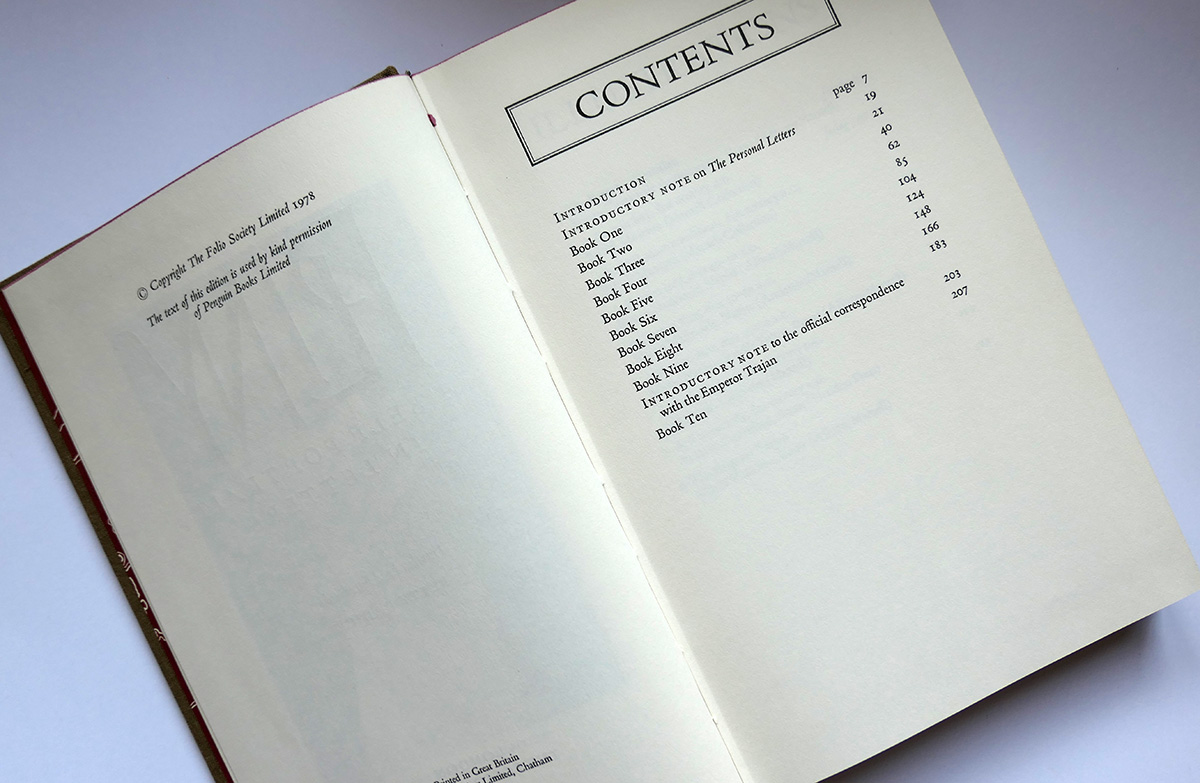 © Copyright The Folio Society Limited 1978
The text of this edition is used by kind permission
of Penguin Books Limited
Printed in Great Britain
Limited, Chatham
CONTENTS
INTRODUCTION page 7
INTRODUCTORY NOTE on The Personal Letters 19
Book One 21
Book Two 40
Book Three 62
Book Four 85
Book Five 104
Book Six 124
Book Seven 148
Book Eight 166
Book Nine 183
INTRODUCTORY NOTE to the official correspondence
with the Emperor Trajan 203
Book Ten 207